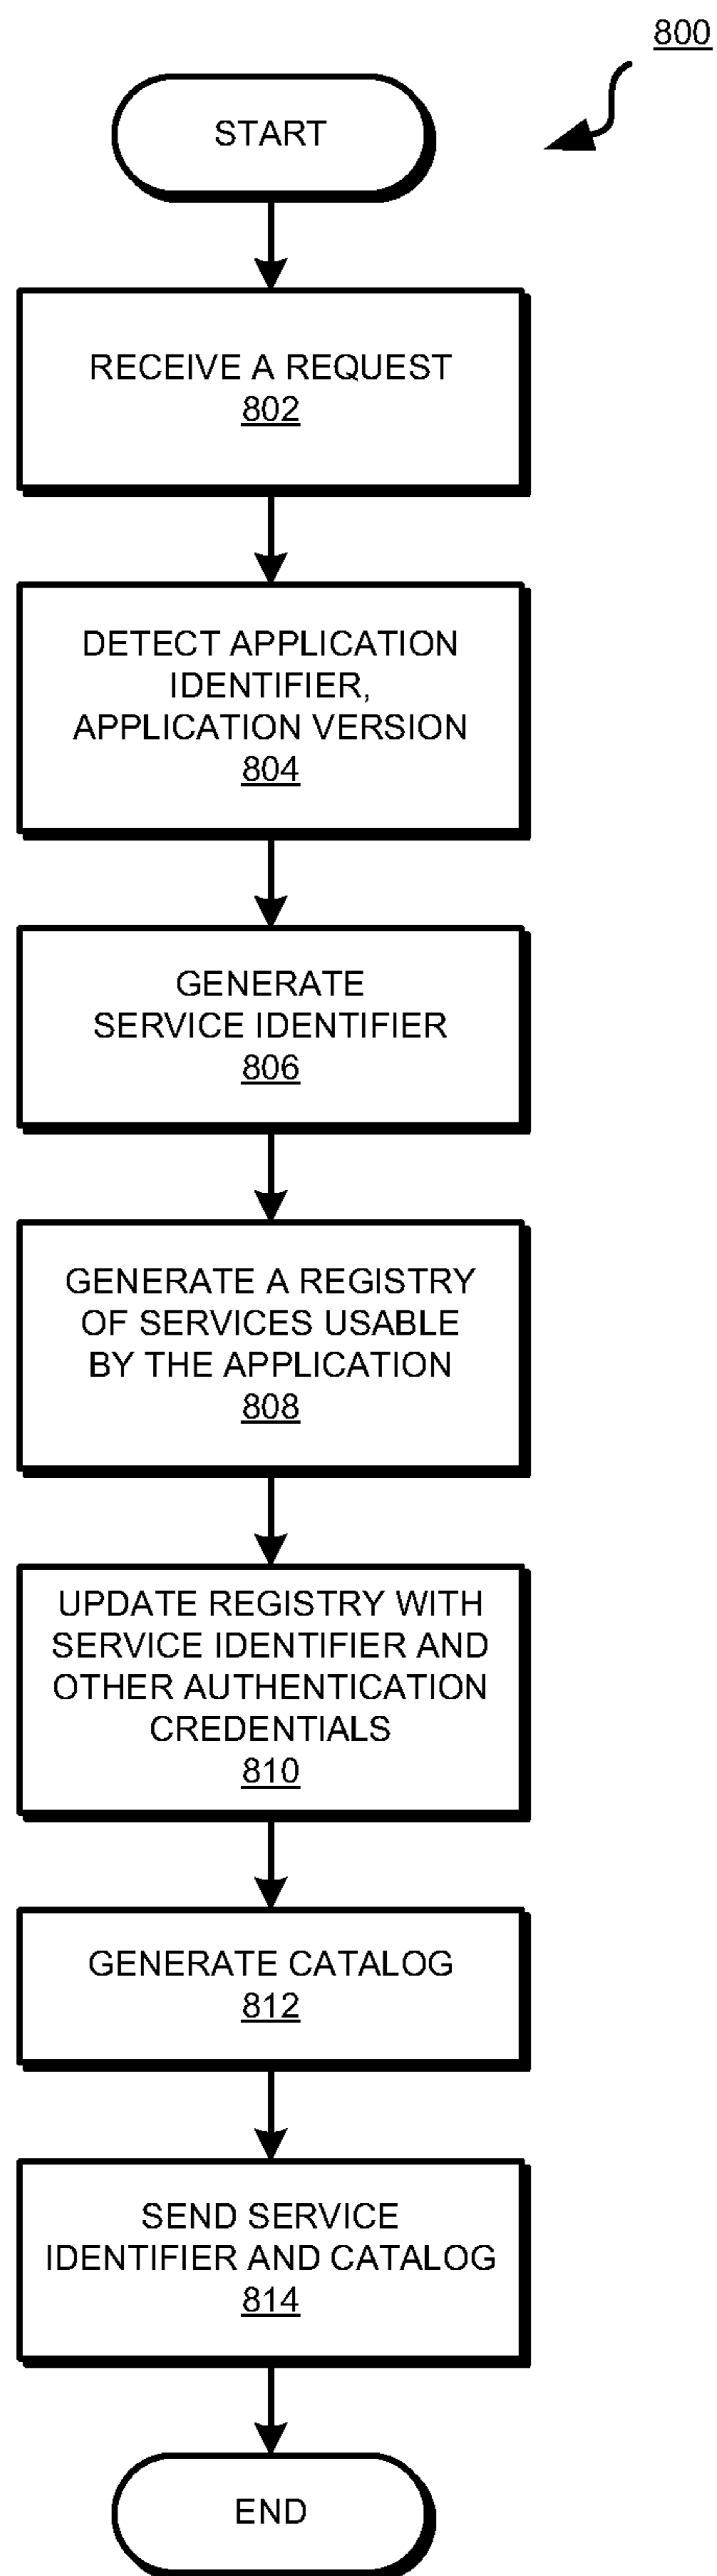 800
START
RECEIVE A REQUEST
802
DETECT APPLICATION
IDENTIFIER,
APPLICATION VERSION
804
GENERATE
SERVICE IDENTIFIER
806
GENERATE A REGISTRY
OF SERVICES USABLE
BY THE APPLICATION
808
UPDATE REGISTRY WITH
SERVICE IDENTIFIER AND
OTHER AUTHENTICATION
CREDENTIALS
810
GENERATE CATALOG
812
SEND SERVICE
IDENTIFIER AND CATALOG
814
END